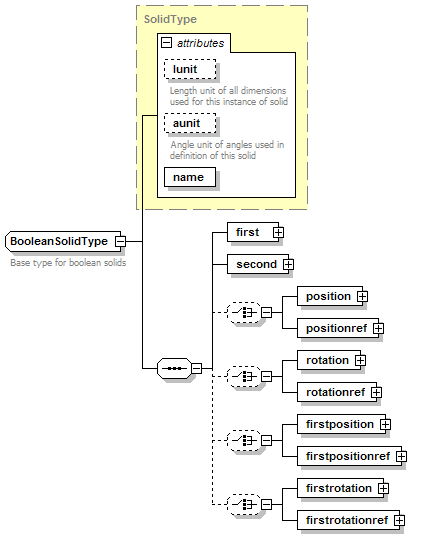 SolidType
attributes
lunit
Length unit of all dimensions
used for this instance of solid
aunit
Angle unit of angles used in
definition of this solid
name
BooleanSolidType
Base type for boolean solids
first
second
position
positionref
rotation
rotationref
firstposition
firstpositionref
firstrotation
firstrotationref